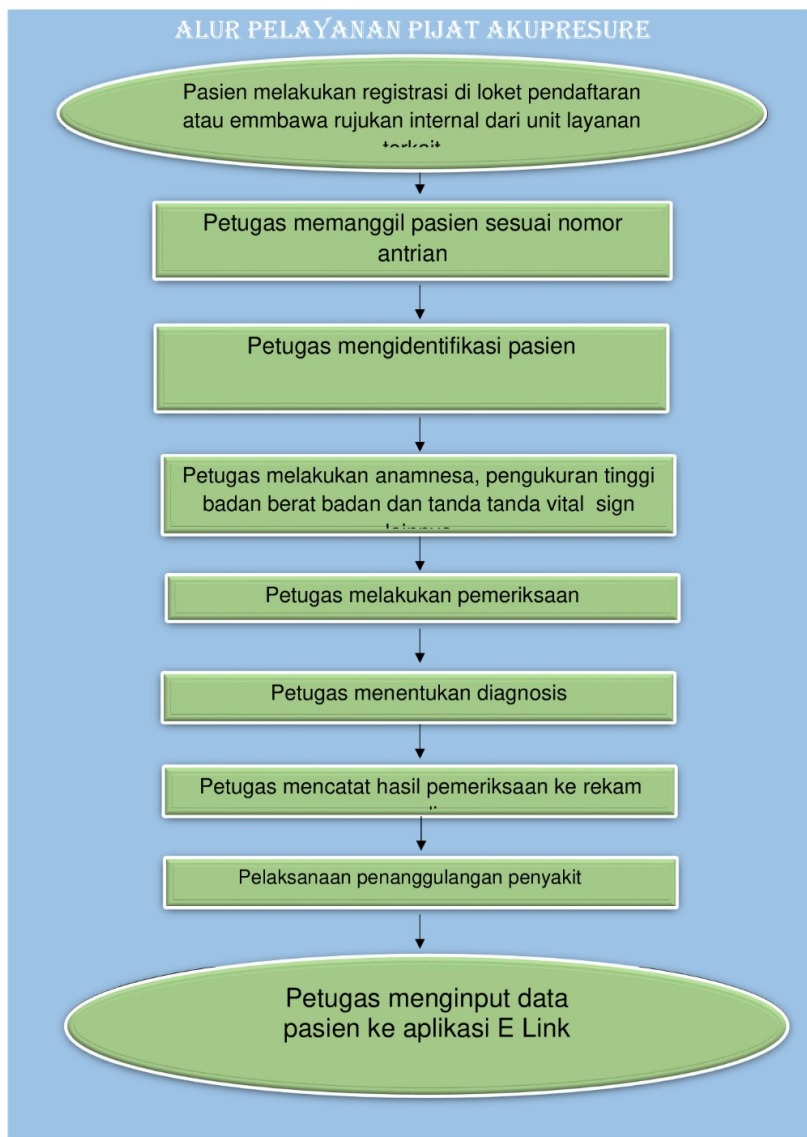 ALUR PELAYANAN PIJAT AKUPRESURE
Pasien melakukan registrasi di loket pendaftaran
atau emmbawa rujukan internal dari unit layanan
terkait
Petugas memanggil pasien sesuai nomor
antrian
Petugas mengidentifikasi pasien
Petugas melakukan anamnesa, pengukuran tinggi
badan berat badan dan tanda tanda vital sign
lainnya
Petugas melakukan pemeriksaan
Petugas menentukan diagnosis
Petugas mencatat hasil pemeriksaan ke rekam
Pelaksanaan penanggulangan penyakit
Petugas menginput data
pasien ke aplikasi E Link